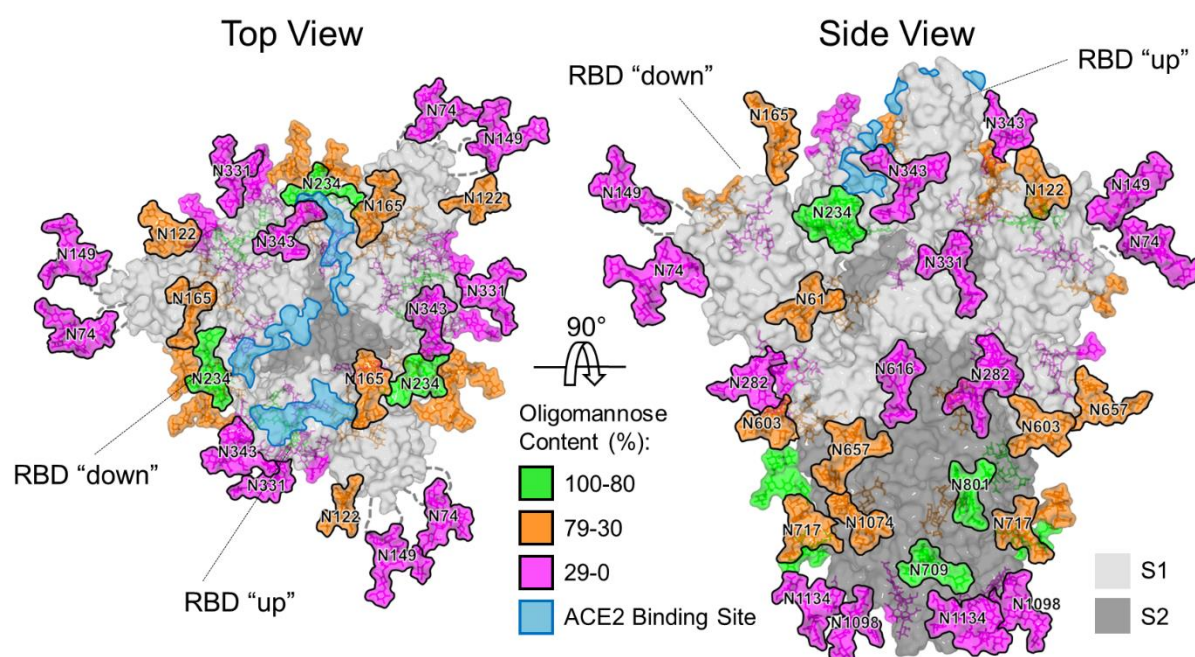 Top View
Side View
RBD “down”
RBD “up”
N74
N149
N331
N234
N165
N122
N122
N343
N149
N165
N331
N343
N74
N234
N165
N234
RBD “down”
N343
N331
N122
N74
N149
RBD “up”
90°
Oligomannose
Content (%):
100-80
79-30
29-0
ACE2 Binding Site
N165
N343
N149
N343
N122
N149
N234
N74
N74
N331
N61
N282
N616
N282
N657
N603
N603
N657
N801
N717
N1074
N717
N709
N1134
N1098
N1134
N1098
S1
S2